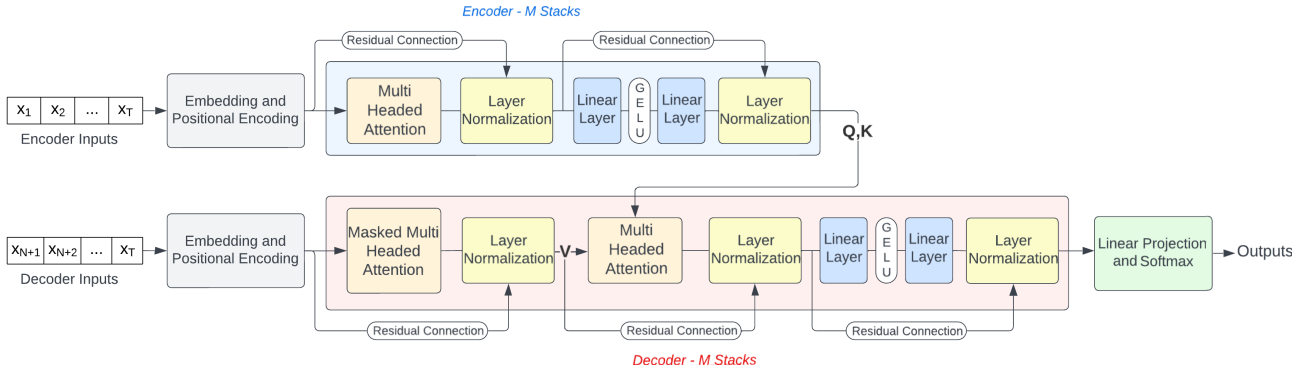 Encoder - M Stacks
Residual Connection
Residual Connection
x1
x2
...
xT
Encoder Inputs
Embedding and
Positional Encoding
Multi
Headed
Attention
Layer
Normalization
Linear
Layer
GELU
Linear
Layer
Layer
Normalization
Q,K
xN+1
xN+2
...
xT
Decoder Inputs
Embedding and
Positional Encoding
Masked Multi
Headed
Attention
Layer
Normalization
V
Multi
Headed
Attention
Layer
Normalization
Linear
Layer
GELU
Linear
Layer
Layer
Normalization
Linear Projection
and Softmax
Outputs
Residual Connection
Residual Connection
Residual Connection
Decoder - M Stacks